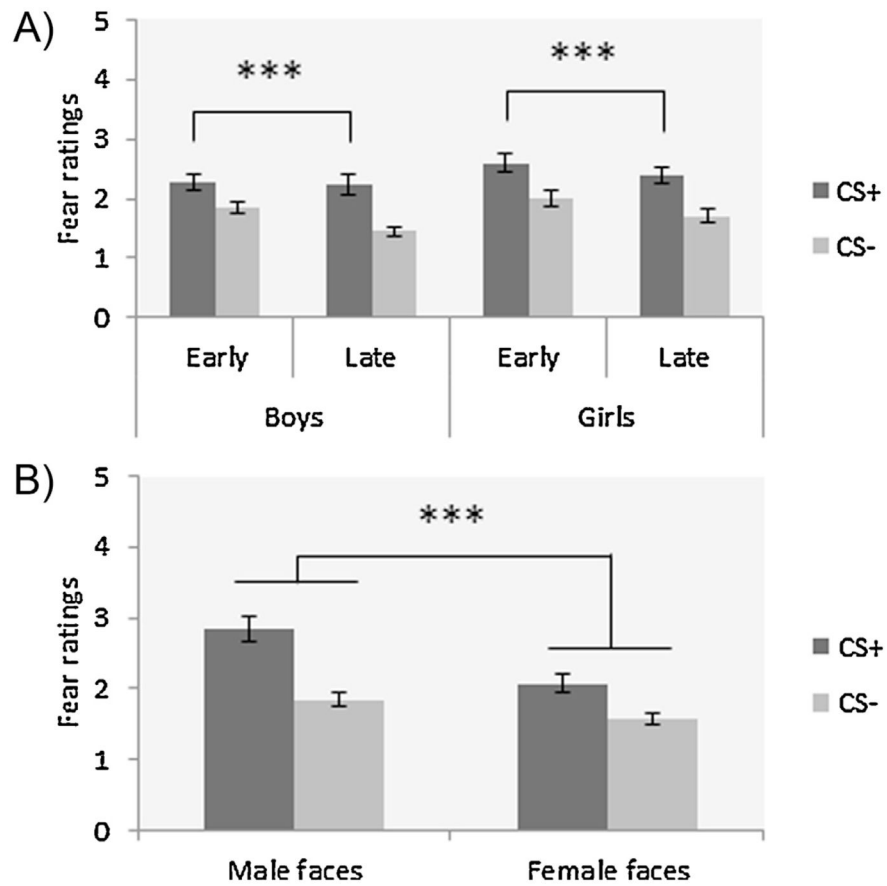 A)
5
4
3
2
1
0
Fear ratings
***
***
CS+
CS-
Early
Late
Early
Late
Boys
Girls
B)
5
4
3
2
1
0
Fear ratings
***
CS+
CS-
Male faces
Female faces